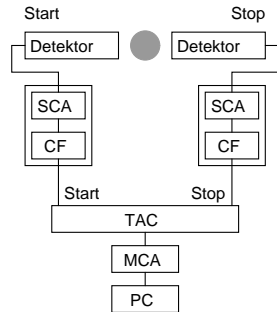 Start Stop
Detektor Detektor
SCA SCA
CF CF
Start Stop
TAC
MCA
PC